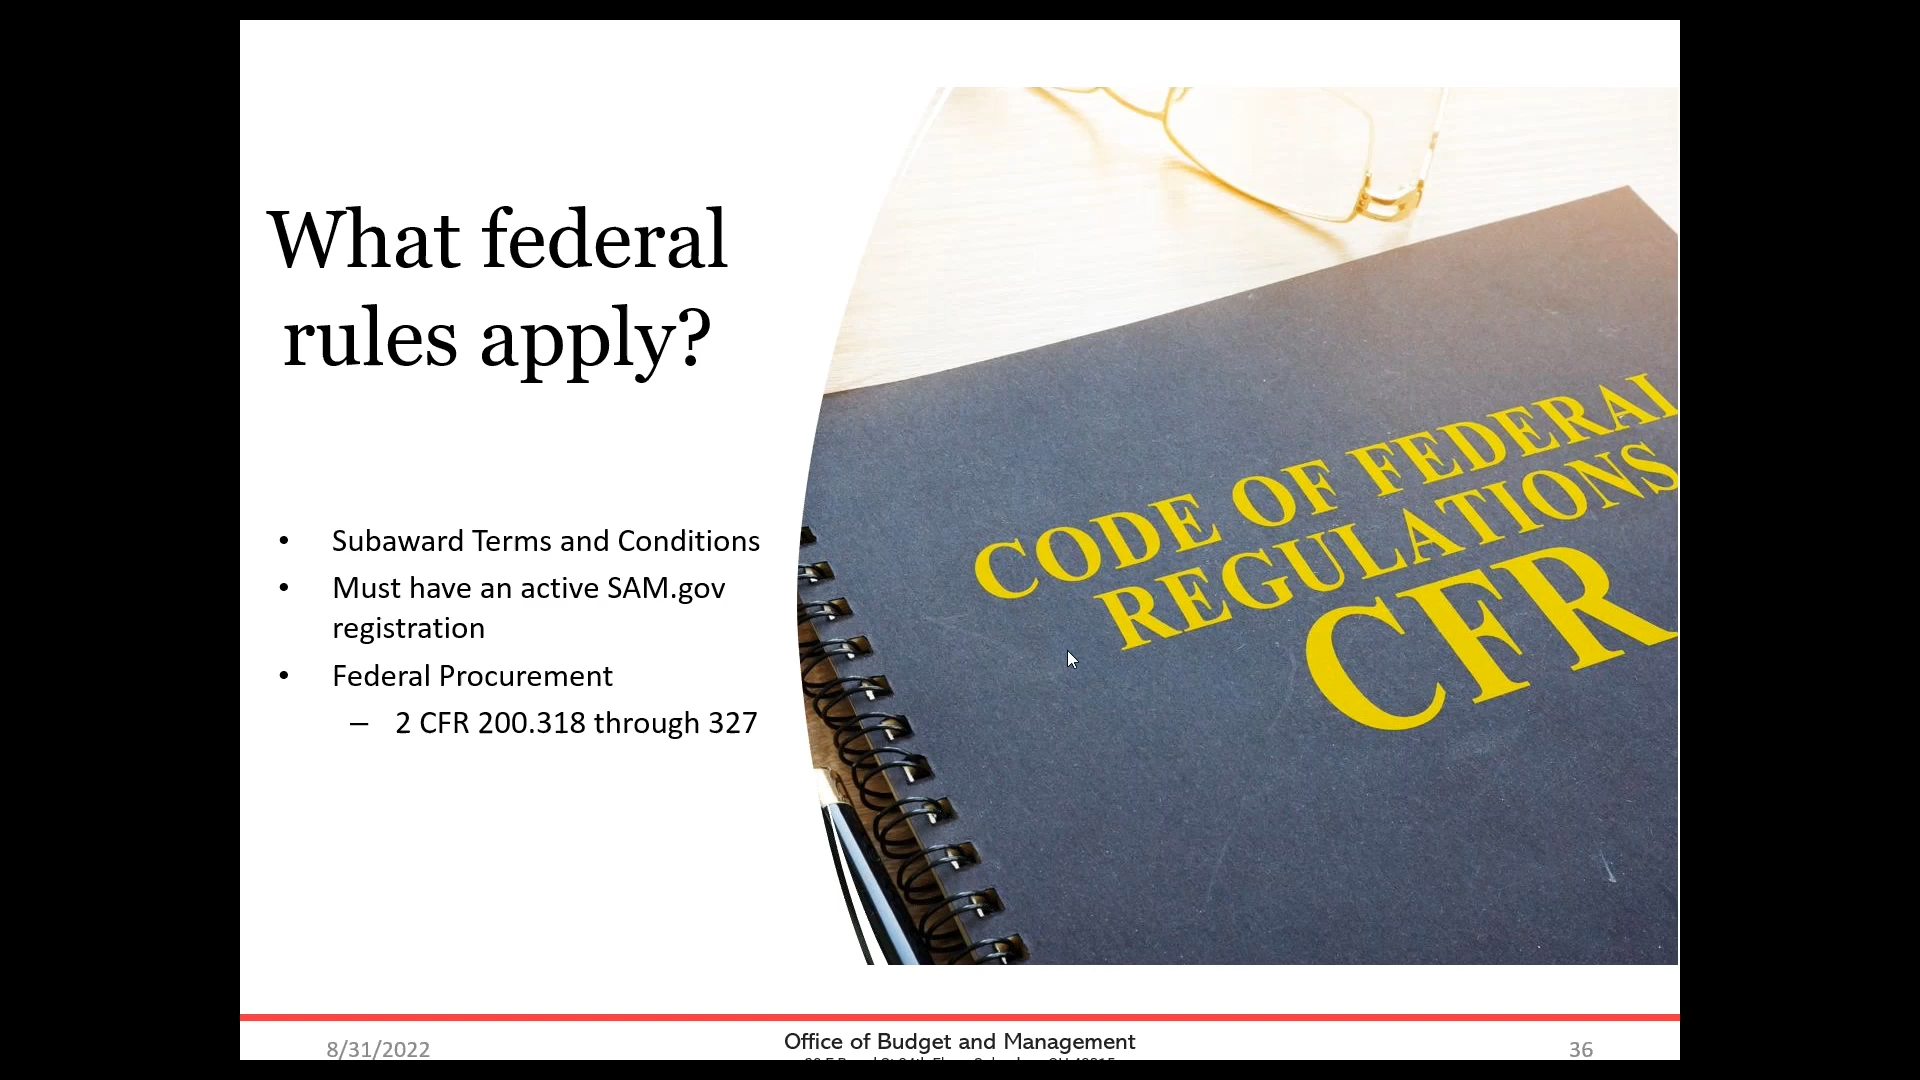 What federal
rules apply?
• Subaward Terms and Conditions
• Must have an active SAM.gov
registration
• Federal Procurement
– 2 CFR 200.318 through 327
CODE OF FEDERAL
REGULATIONS
CFR
8/31/2022
Office of Budget and Management
36